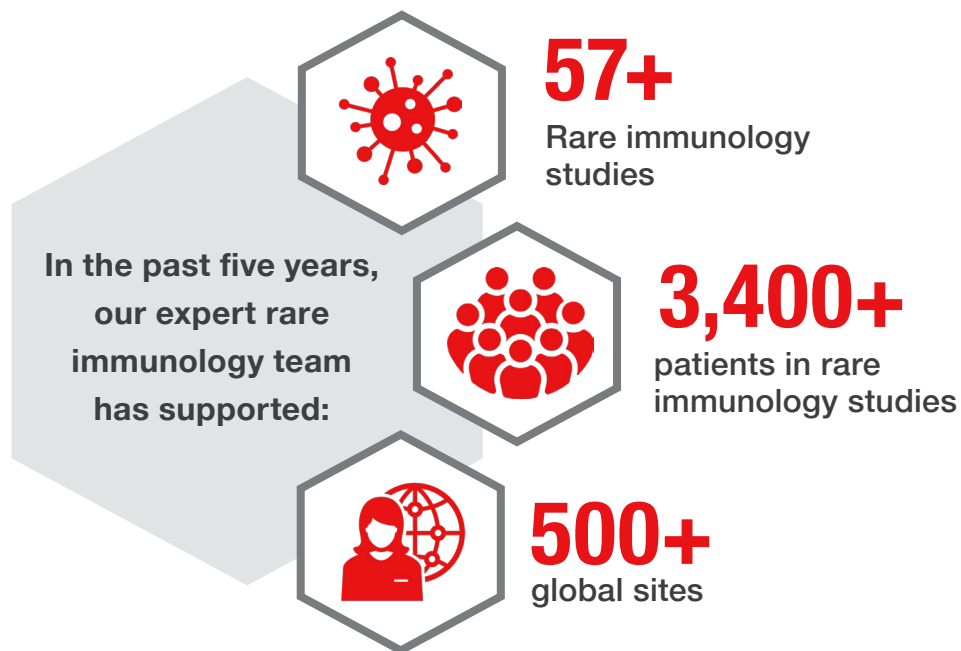 In the past five years,
our expert rare
immunology team
has supported:
57+
Rare immunology
studies
3,400+
patients in rare
immunology studies
500+
global sites